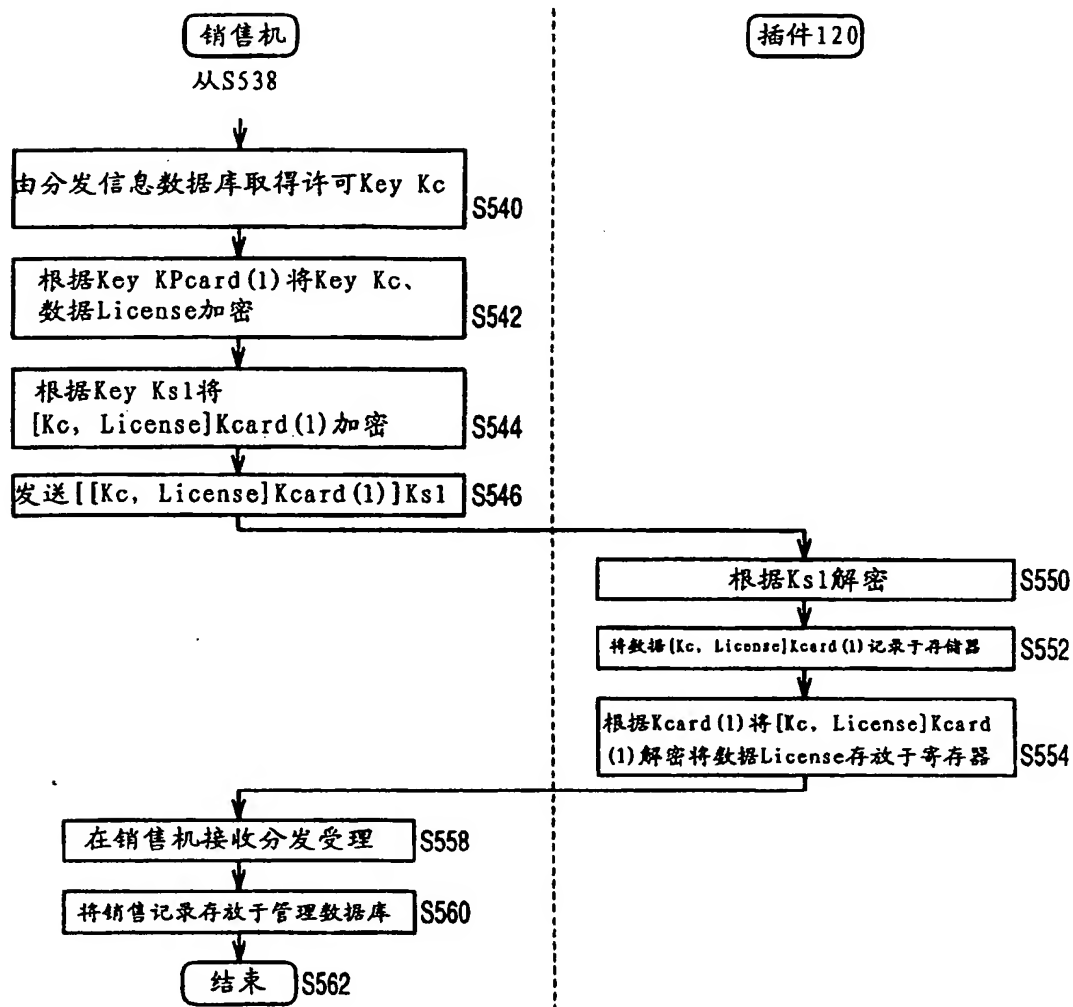 销售机
插件120
从S538
由分发信息数据库取得许可Key Kc
S540
根据Key KPcard(1)将Key Kc、
数据License加密
S542
根据Key Ks1将
[Kc, License]Kcard(1)加密
S544
发送[[Kc, License]Kcard(1)]Ks1
S546
根据Ks1解密
S550
将数据[Kc, License]Kcard(1)记录于存储器
S552
根据Kcard(1)将[Kc, License]Kcard
(1)解密将数据License存放于寄存器
S554
在销售机接收分发受理
S558
将销售记录存放于管理数据库
S560
结束
S562